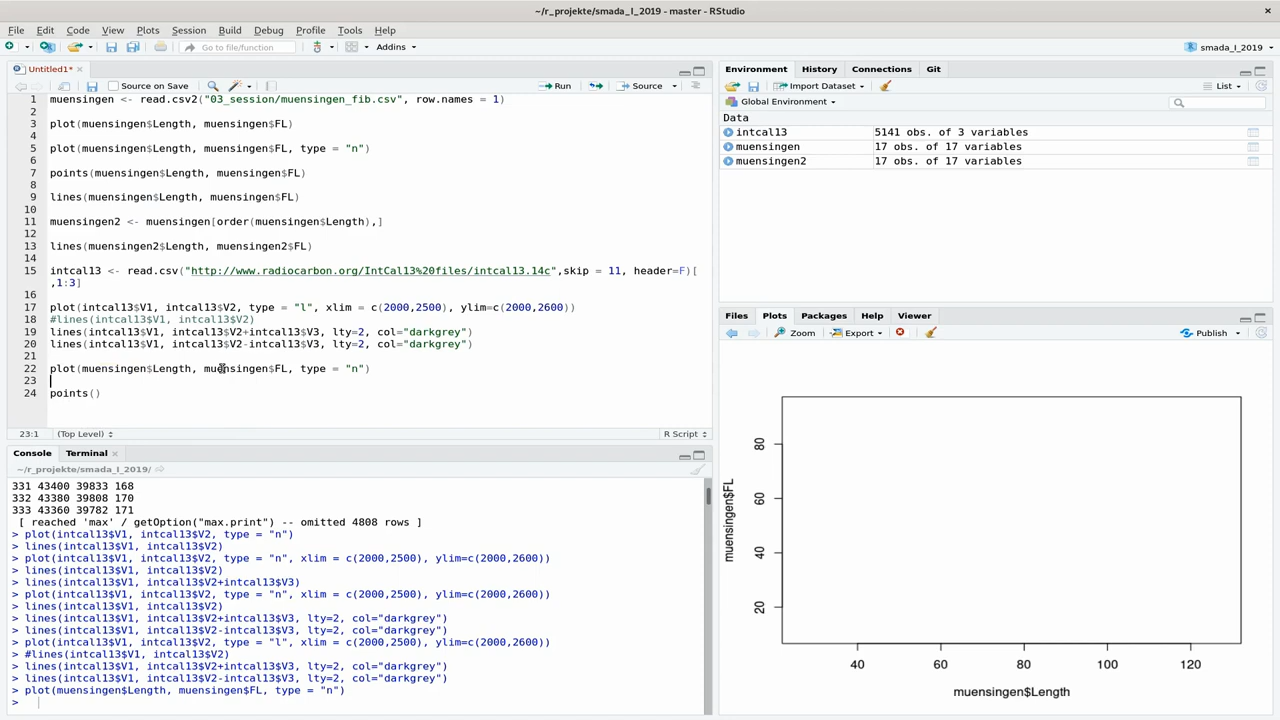 ~/r_projekte/smada_I_2019 - master - RStudio
File Edit Code View Plots Session Build Debug Profile Tools Help
Go to file/function Addins smada_I_2019
Untitled1*
Source on Save Run Source
1 muensingen <- read.csv2("03_session/muensingen_fib.csv", row.names = 1)
2
3 plot(muensingen$Length, muensingen$FL)
4
5 plot(muensingen$Length, muensingen$FL, type = "n")
6
7 points(muensingen$Length, muensingen$FL)
8
9 lines(muensingen$Length, muensingen$FL)
10
11 muensingen2 <- muensingen[order(muensingen$Length),]
12
13 lines(muensingen2$Length, muensingen2$FL)
14
15 intcal13 <- read.csv("http://www.radiocarbon.org/IntCal13%20files/intcal13.14c",skip = 11, header=F)[
,1:3]
16
17 plot(intcal13$V1, intcal13$V2, type = "l", xlim = c(2000,2500), ylim=c(2000,2600))
18 #lines(intcal13$V1, intcal13$V2)
19 lines(intcal13$V1, intcal13$V2+intcal13$V3, lty=2, col="darkgrey")
20 lines(intcal13$V1, intcal13$V2-intcal13$V3, lty=2, col="darkgrey")
21
22 plot(muensingen$Length, muensingen$FL, type = "n")
23
24 points()
23:1 (Top Level) R Script
Console Terminal
~/r_projekte/smada_I_2019/
331 43400 39833 168
332 43380 39808 170
333 43360 39782 171
[ reached 'max' / getOption("max.print") -- omitted 4808 rows ]
> plot(intcal13$V1, intcal13$V2, type = "n")
> lines(intcal13$V1, intcal13$V2)
> plot(intcal13$V1, intcal13$V2, type = "n", xlim = c(2000,2500), ylim=c(2000,2600))
> lines(intcal13$V1, intcal13$V2)
> lines(intcal13$V1, intcal13$V2+intcal13$V3)
> plot(intcal13$V1, intcal13$V2, type = "n", xlim = c(2000,2500), ylim=c(2000,2600))
> lines(intcal13$V1, intcal13$V2)
> lines(intcal13$V1, intcal13$V2+intcal13$V3, lty=2, col="darkgrey")
> lines(intcal13$V1, intcal13$V2-intcal13$V3, lty=2, col="darkgrey")
> plot(intcal13$V1, intcal13$V2, type = "l", xlim = c(2000,2500), ylim=c(2000,2600))
> #lines(intcal13$V1, intcal13$V2)
> lines(intcal13$V1, intcal13$V2+intcal13$V3, lty=2, col="darkgrey")
> lines(intcal13$V1, intcal13$V2-intcal13$V3, lty=2, col="darkgrey")
> plot(muensingen$Length, muensingen$FL, type = "n")
>
Environment History Connections Git
Import Dataset List
Global Environment
Data
intcal13 5141 obs. of 3 variables
muensingen 17 obs. of 17 variables
muensingen2 17 obs. of 17 variables
Files Plots Packages Help Viewer
Zoom Export Publish
80
60
40
20
muensingen$FL
40 60 80 100 120
muensingen$Length